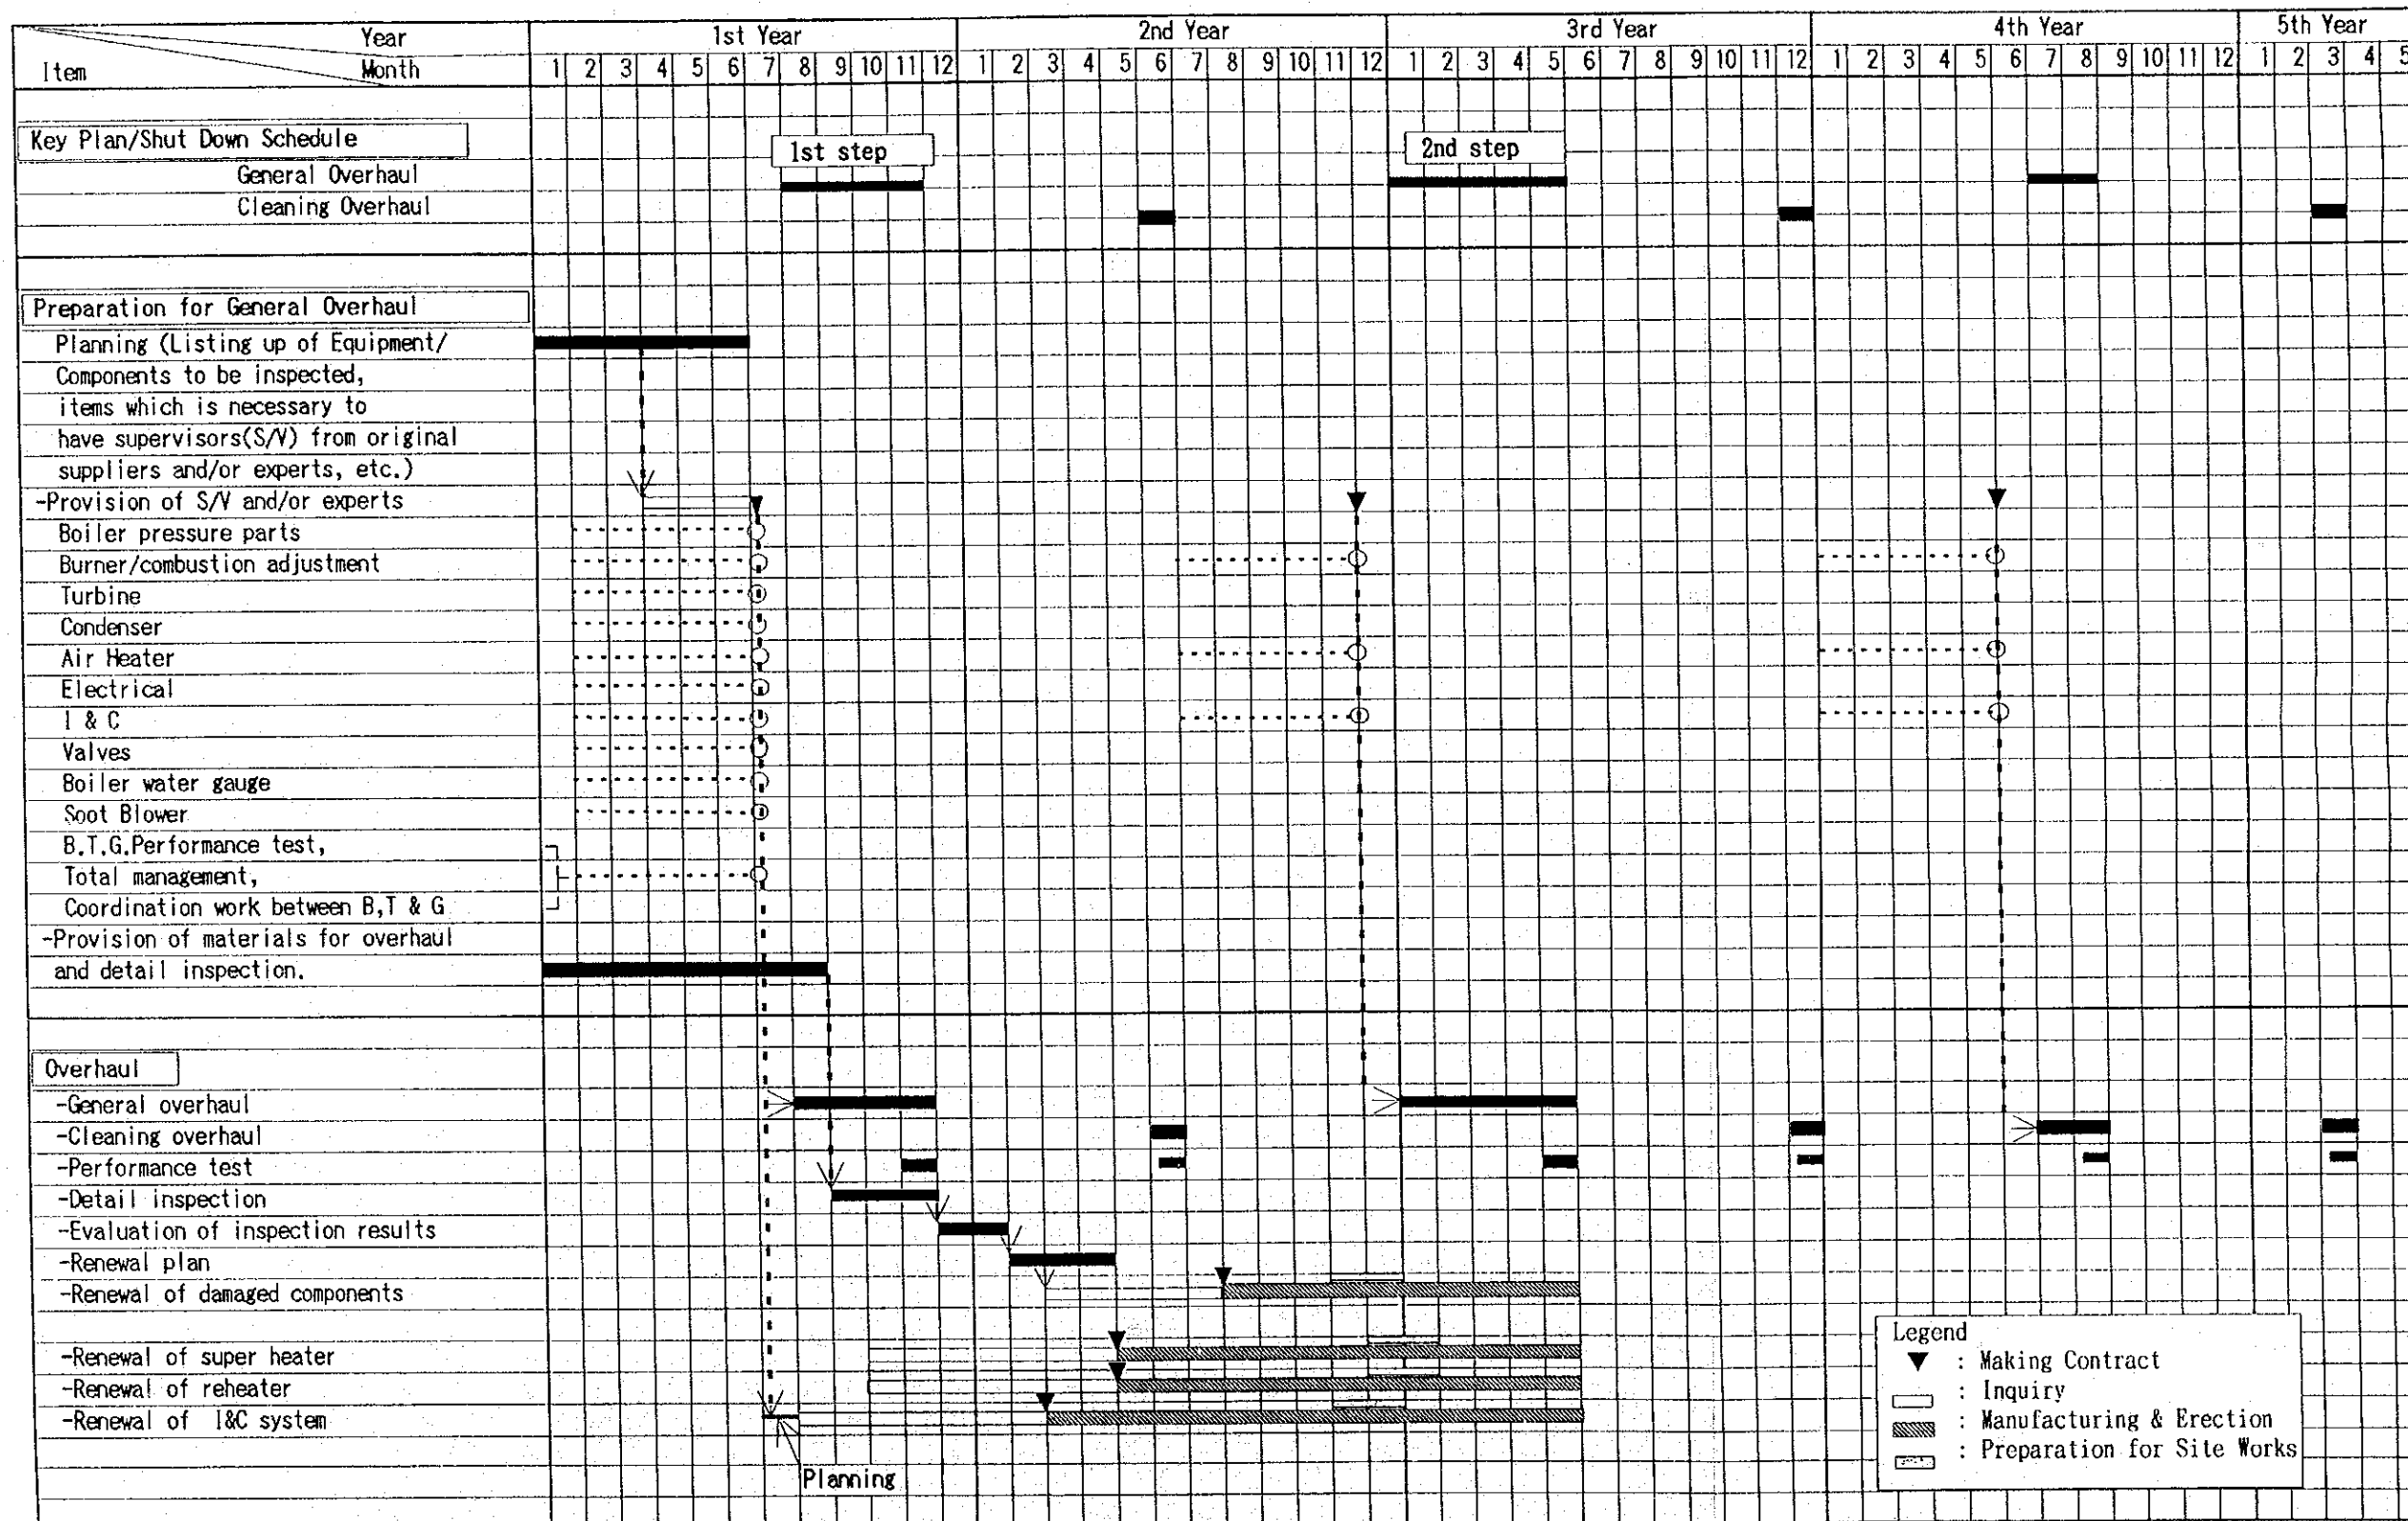 Year 1st Year 2nd Year 3rd Year 4th Year 5th Year
Item Month 1 2 3 4 5 6 7 8 9 10 11 12 1 2 3 4 5 6 7 8 9 10 11 12 1 2 3 4 5 6 7 8 9 10 11 12 1 2 3 4 5 6 7 8 9 10 11 12 1 2 3 4 5
Key Plan/Shut Down Schedule
1st step 2nd step
General Overhaul
Cleaning Overhaul
Preparation for General Overhaul
Planning (Listing up of Equipment/
Components to be inspected,
items which is necessary to
have supervisors(S/V) from original
suppliers and/or experts, etc.)
-Provision of S/V and/or experts
Boiler pressure parts
Burner/combustion adjustment
Turbine
Condenser
Air Heater
Electrical
I & C
Valves
Boiler water gauge
Soot Blower
B.T.G.Performance test,
Total management,
Coordination work between B,T & G
-Provision of materials for overhaul
and detail inspection.
Overhaul
-General overhaul
-Cleaning overhaul
-Performance test
-Detail inspection
-Evaluation of inspection results
-Renewal plan
-Renewal of damaged components
-Renewal of super heater
-Renewal of reheater
-Renewal of I&C system
Planning
Legend
: Making Contract
: Inquiry
: Manufacturing & Erection
: Preparation for Site Works